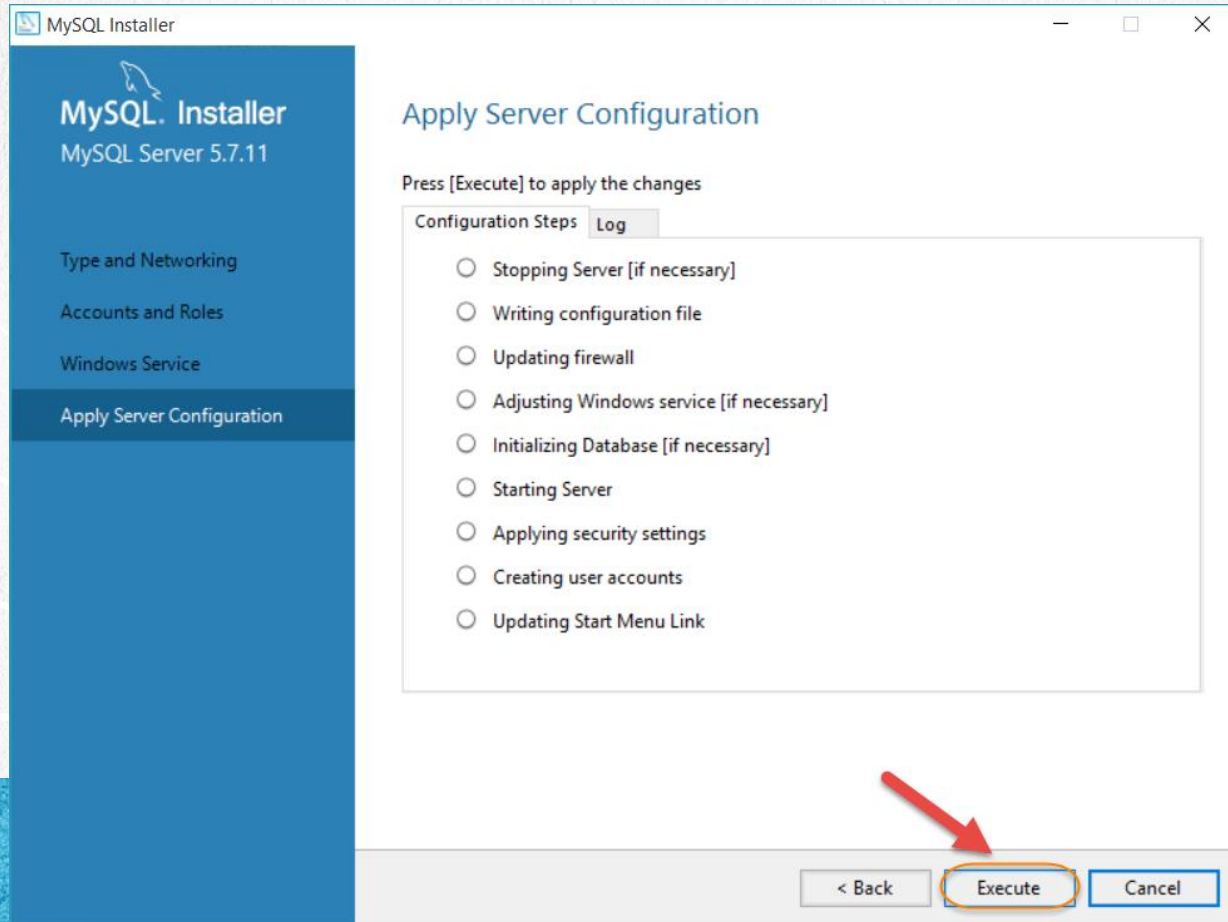 MySQL Installer
MySQL. Installer
MySQL Server 5.7.11
Type and Networking
Accounts and Roles
Windows Service
Apply Server Configuration
Apply Server Configuration
Press [Execute] to apply the changes
Configuration Steps Log
Stopping Server [if necessary]
Writing configuration file
Updating firewall
Adjusting Windows service [if necessary]
Initializing Database [if necessary]
Starting Server
Applying security settings
Creating user accounts
Updating Start Menu Link
< Back Execute Cancel